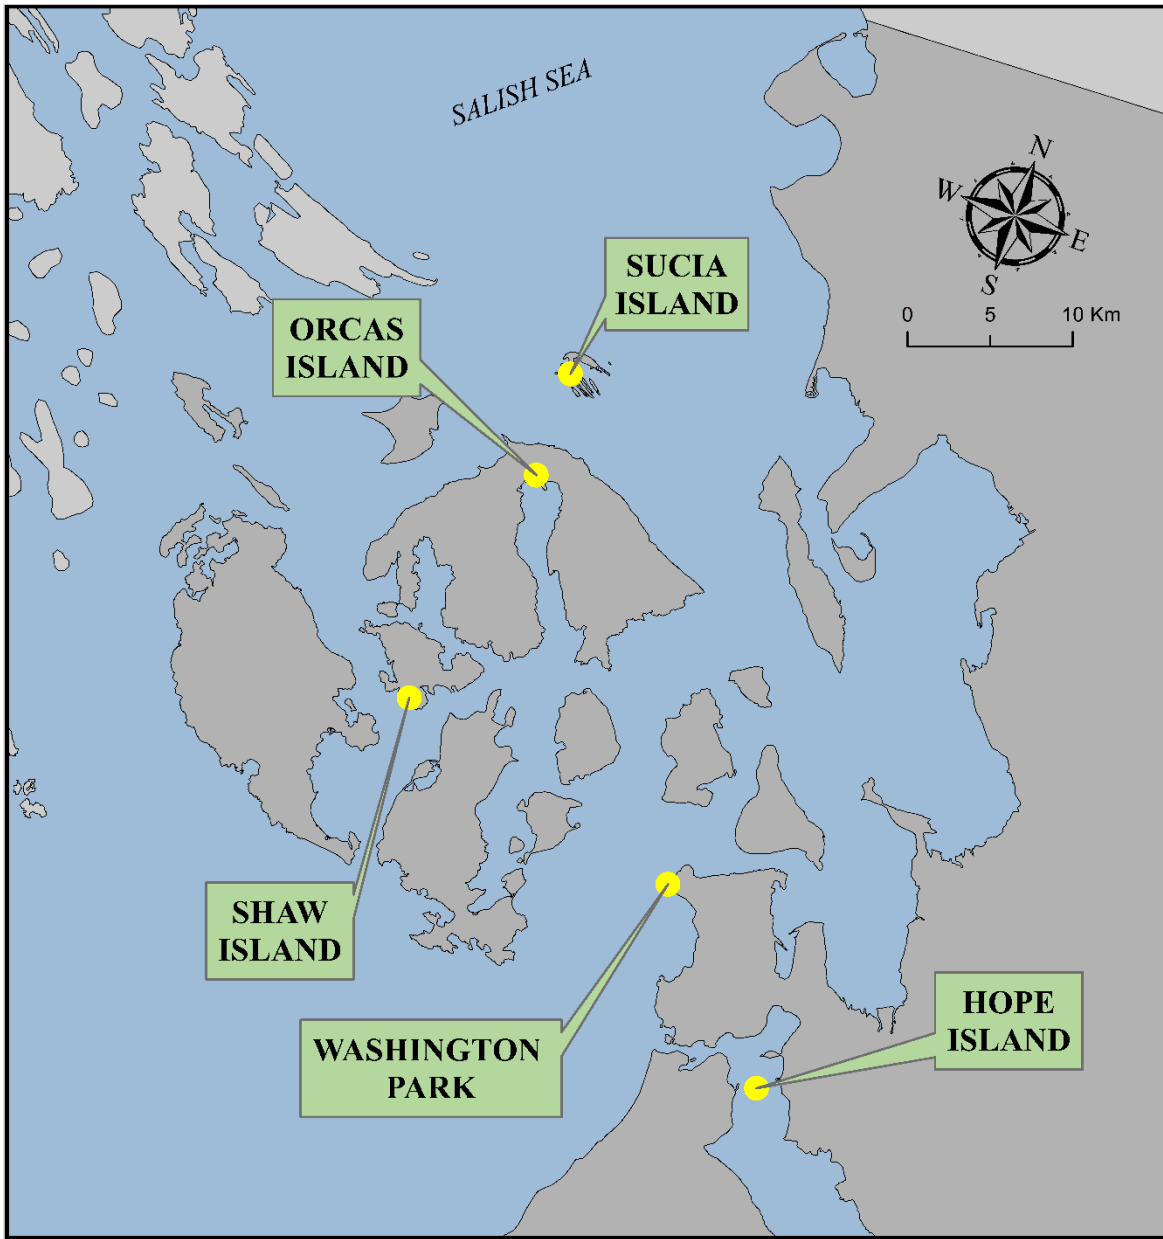 SALISH SEA
N
W
E
S
0 5 10 Km
SUCIA
ISLAND
ORCAS
ISLAND
SHAW
ISLAND
WASHINGTON
PARK
HOPE
ISLAND